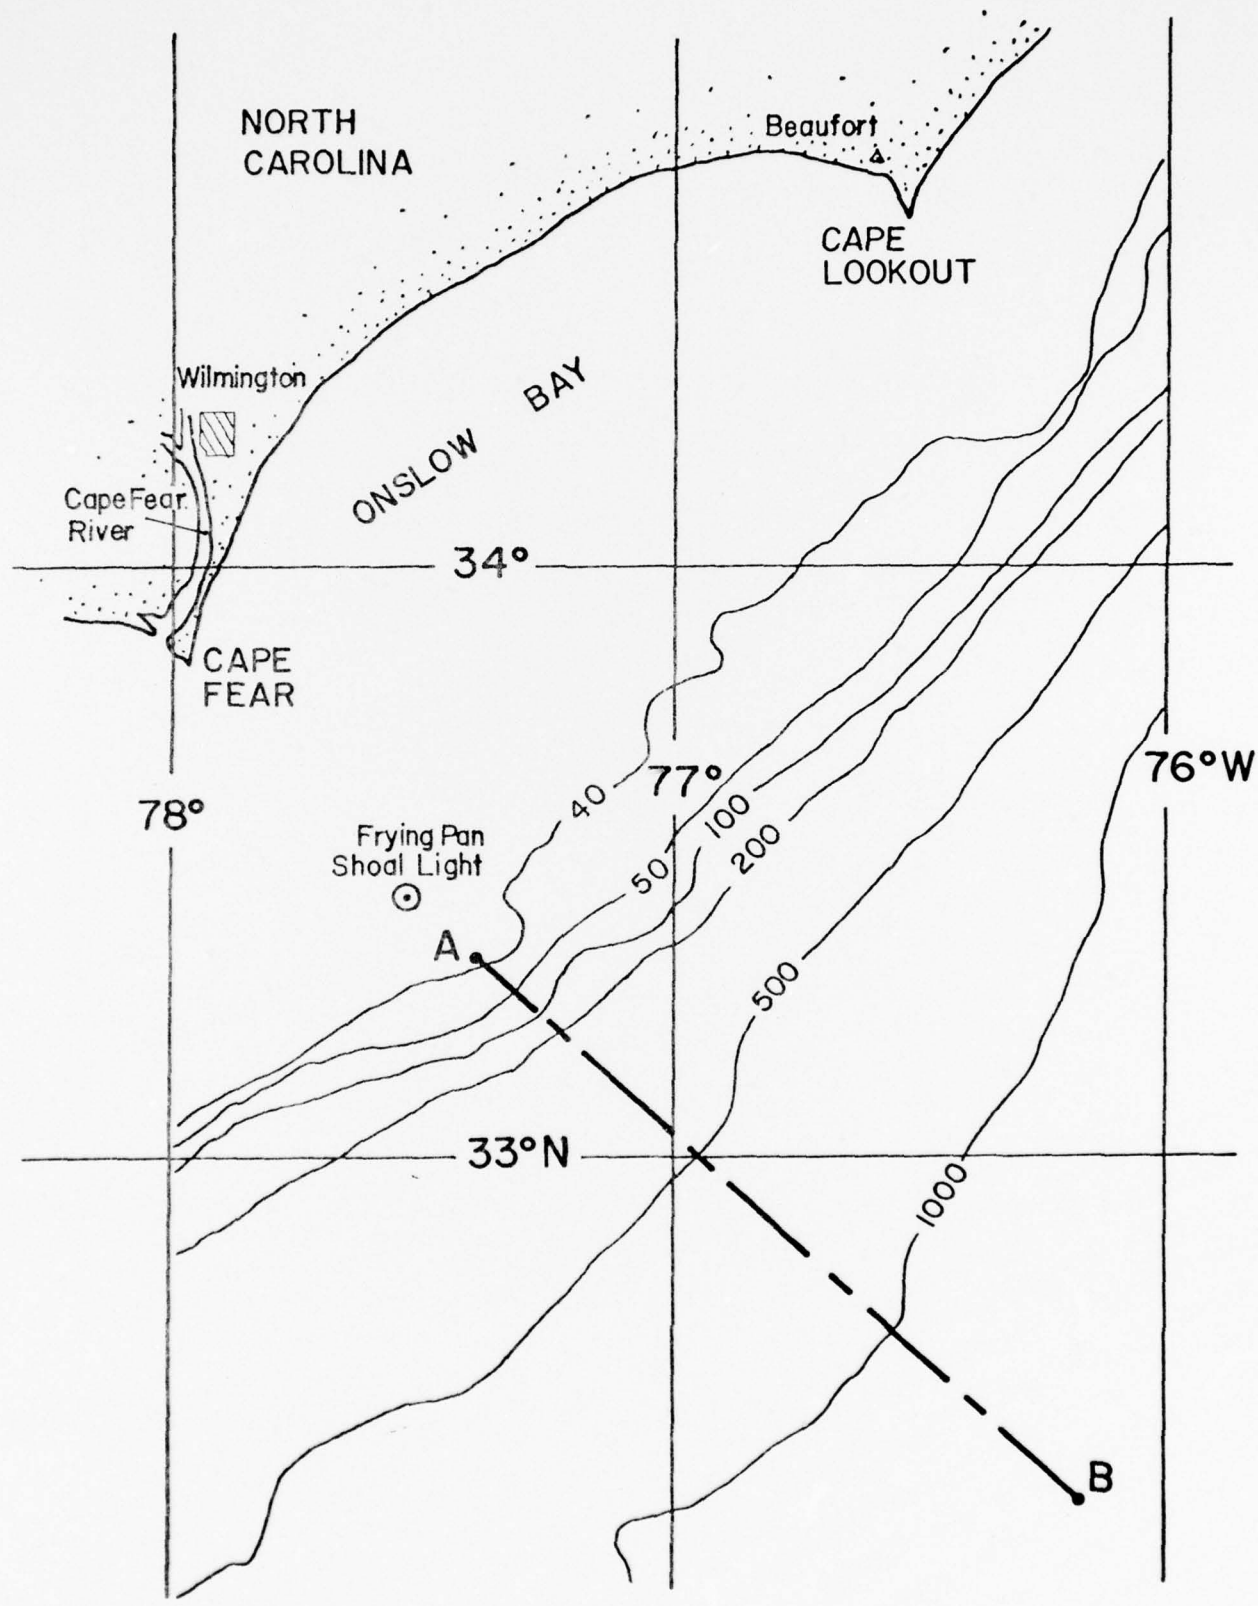 NORTH
CAROLINA
Beaufort
CAPE
LOOKOUT
Wilmington
ONSLOW BAY
Cape Fear
River
34°
CAPE
FEAR
77°
76°W
78°
40
100
Frying Pan
Shoal Light
50
200
A
500
33°N
1000
B